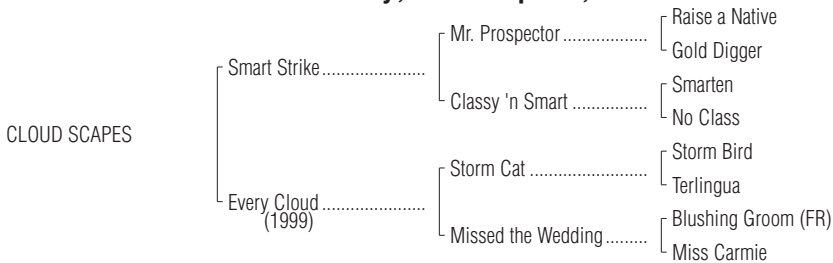 Raise a Native
Mr. Prospector
Gold Digger
Smart Strike
Smarten
Classy 'n Smart
No Class
CLOUD SCAPES
Storm Bird
Storm Cat
Terlingua
Every Cloud
(1999)
Blushing Groom (FR)
Missed the Wedding
Miss Carmie